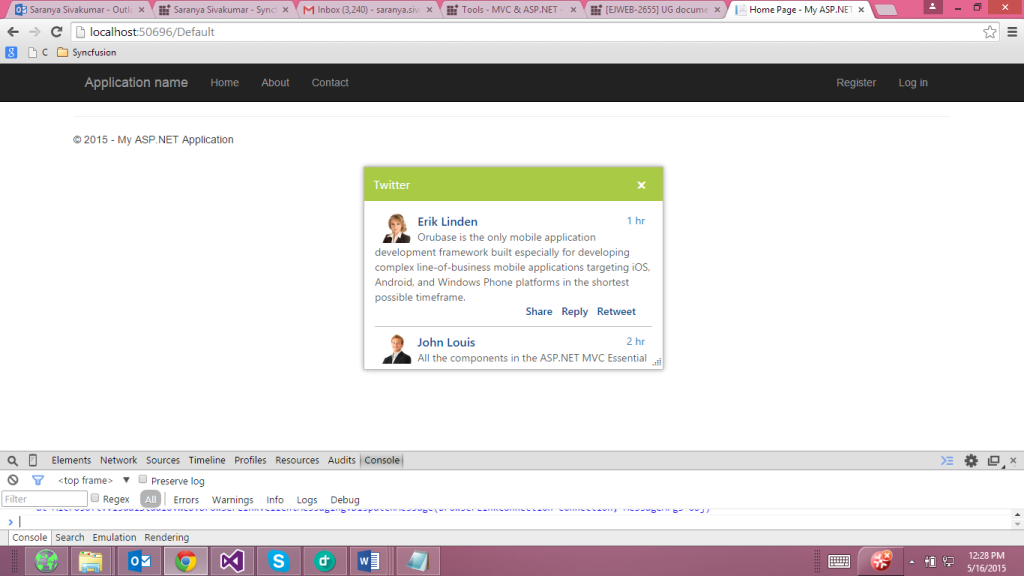 Saranya Sivakumar - Outl
Saranya Sivakumar - Syncf
Inbox (3,240) - saranya.siv
Tools - MVC & ASP.NET -
[EJWEB-2655] UG docume
Home Page - My ASP.NET
localhost:50696/Default
C
Syncfusion
Application name
Home
About
Contact
Register
Log in
© 2015 - My ASP.NET Application
Twitter
Erik Linden
1 hr
Orubase is the only mobile application
development framework built especially for developing
complex line-of-business mobile applications targeting iOS,
Android, and Windows Phone platforms in the shortest
possible timeframe.
Share Reply Retweet
John Louis
2 hr
All the components in the ASP.NET MVC Essential
Elements Network Sources Timeline Profiles Resources Audits Console
<top frame>
Preserve log
Filter
Regex
All
Errors Warnings Info Logs Debug
Console Search Emulation Rendering
12:28 PM
5/16/2015